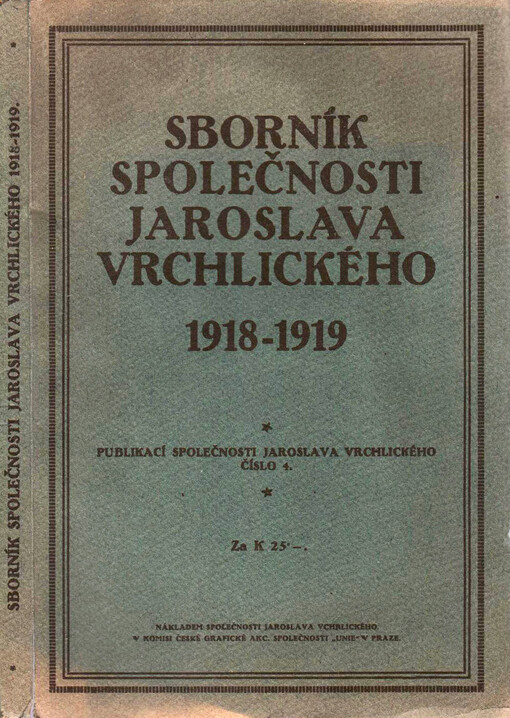 SBORNÍK SPOLEČNOSTI JAROSLAVA VRCHLICKÉHO 1918-1919.
SBORNÍK
SPOLEČNOSTI
JAROSLAVA
VRCHLICKÉHO
1918-1919
PUBLIKACÍ SPOLEČNOSTI JAROSLAVA VRCHLICKÉHO
ČÍSLO 4.
Za K 25·—.
NÁKLADEM SPOLEČNOSTI JAROSLAVA VCHRLICKÉHO
V KOMISI ČESKÉ GRAFICKÉ AKC. SPOLEČNOSTI „UNIE“ V PRAZE.